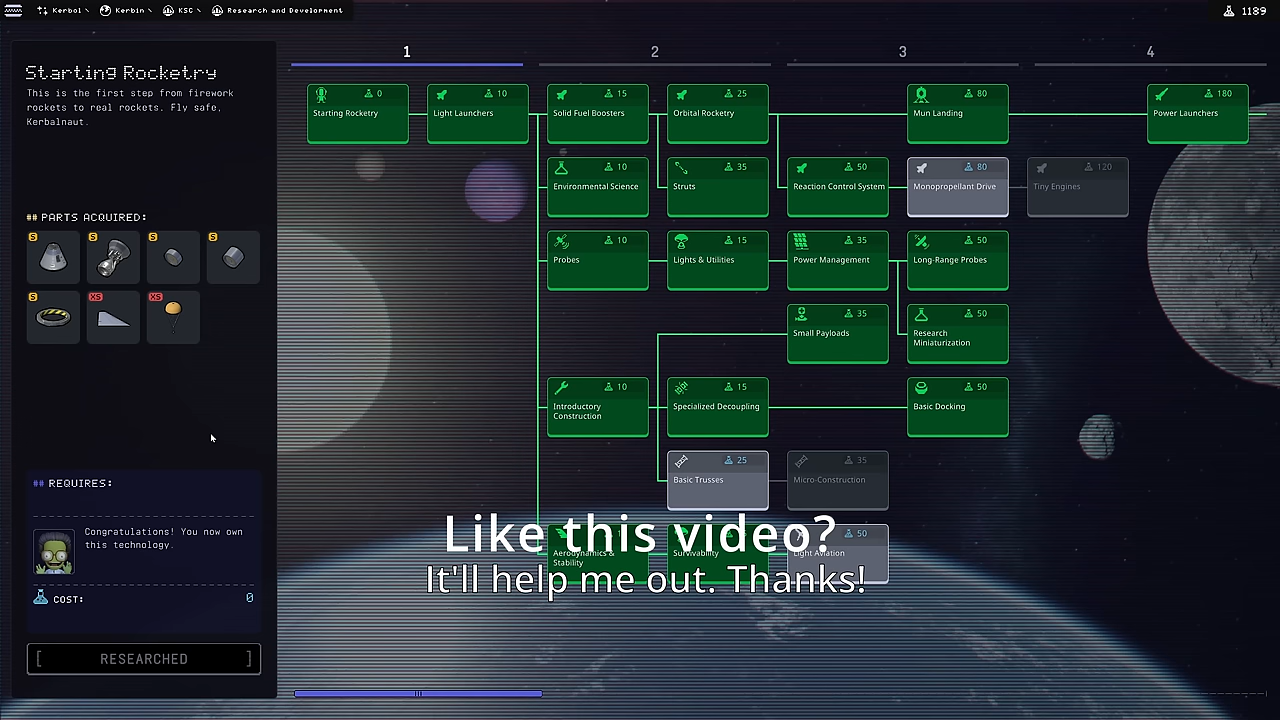 Kerbol
Kerbin
KSC
Research and Development
1189
Starting Rocketry
This is the first step from firework
rockets to real rockets. Fly safe,
Kerbalnaut.
## PARTS ACQUIRED:
S
S
S
S
S
XS
XS
## REQUIRES:
Congratulations! You now own
this technology.
COST:
0
[ RESEARCHED ]
1
2
3
4
0
Starting Rocketry
10
Light Launchers
15
Solid Fuel Boosters
25
Orbital Rocketry
80
Mun Landing
180
Power Launchers
10
Environmental Science
35
Struts
50
Reaction Control System
80
Monopropellant Drive
120
Tiny Engines
10
Probes
15
Lights & Utilities
35
Power Management
50
Long-Range Probes
35
Small Payloads
50
Research
Miniaturization
10
Introductory
Construction
15
Specialized Decoupling
50
Basic Docking
25
Basic Trusses
35
Micro-Construction
Aerodynamics &
Stability
Survivability
50
Light Aviation
Like this video?
It'll help me out. Thanks!